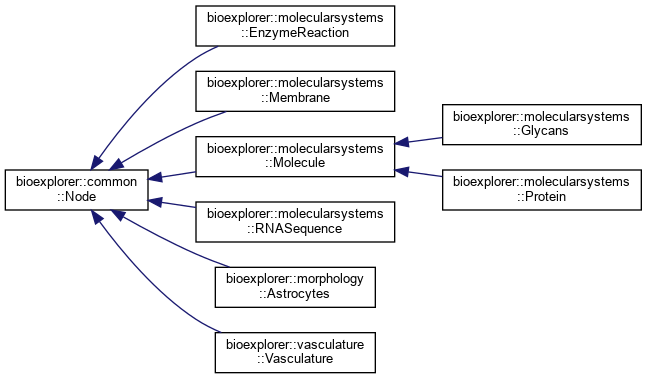 bioexplorer::common
::Node
bioexplorer::molecularsystems
::EnzymeReaction
bioexplorer::molecularsystems
::Membrane
bioexplorer::molecularsystems
::Molecule
bioexplorer::molecularsystems
::RNASequence
bioexplorer::morphology
::Astrocytes
bioexplorer::vasculature
::Vasculature
bioexplorer::molecularsystems
::Glycans
bioexplorer::molecularsystems
::Protein